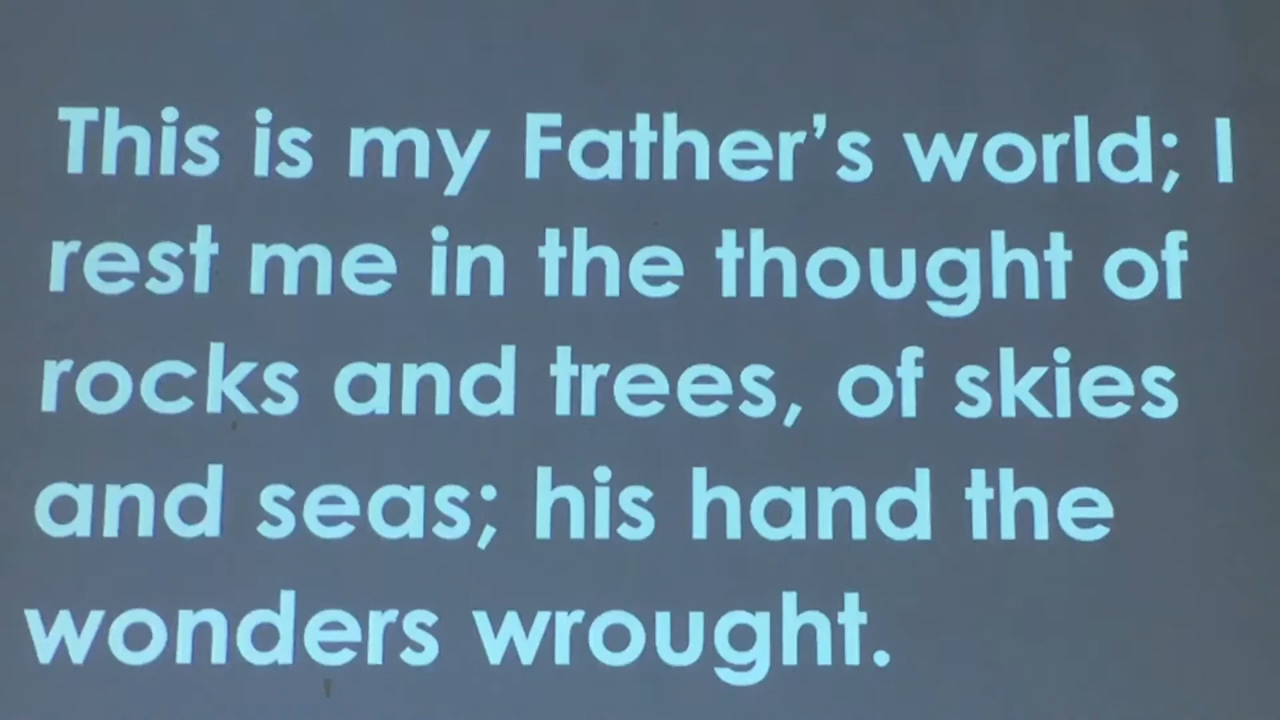 This is my Father’s world; I
rest me in the thought of
rocks and trees, of skies
and seas; his hand the
wonders wrought.